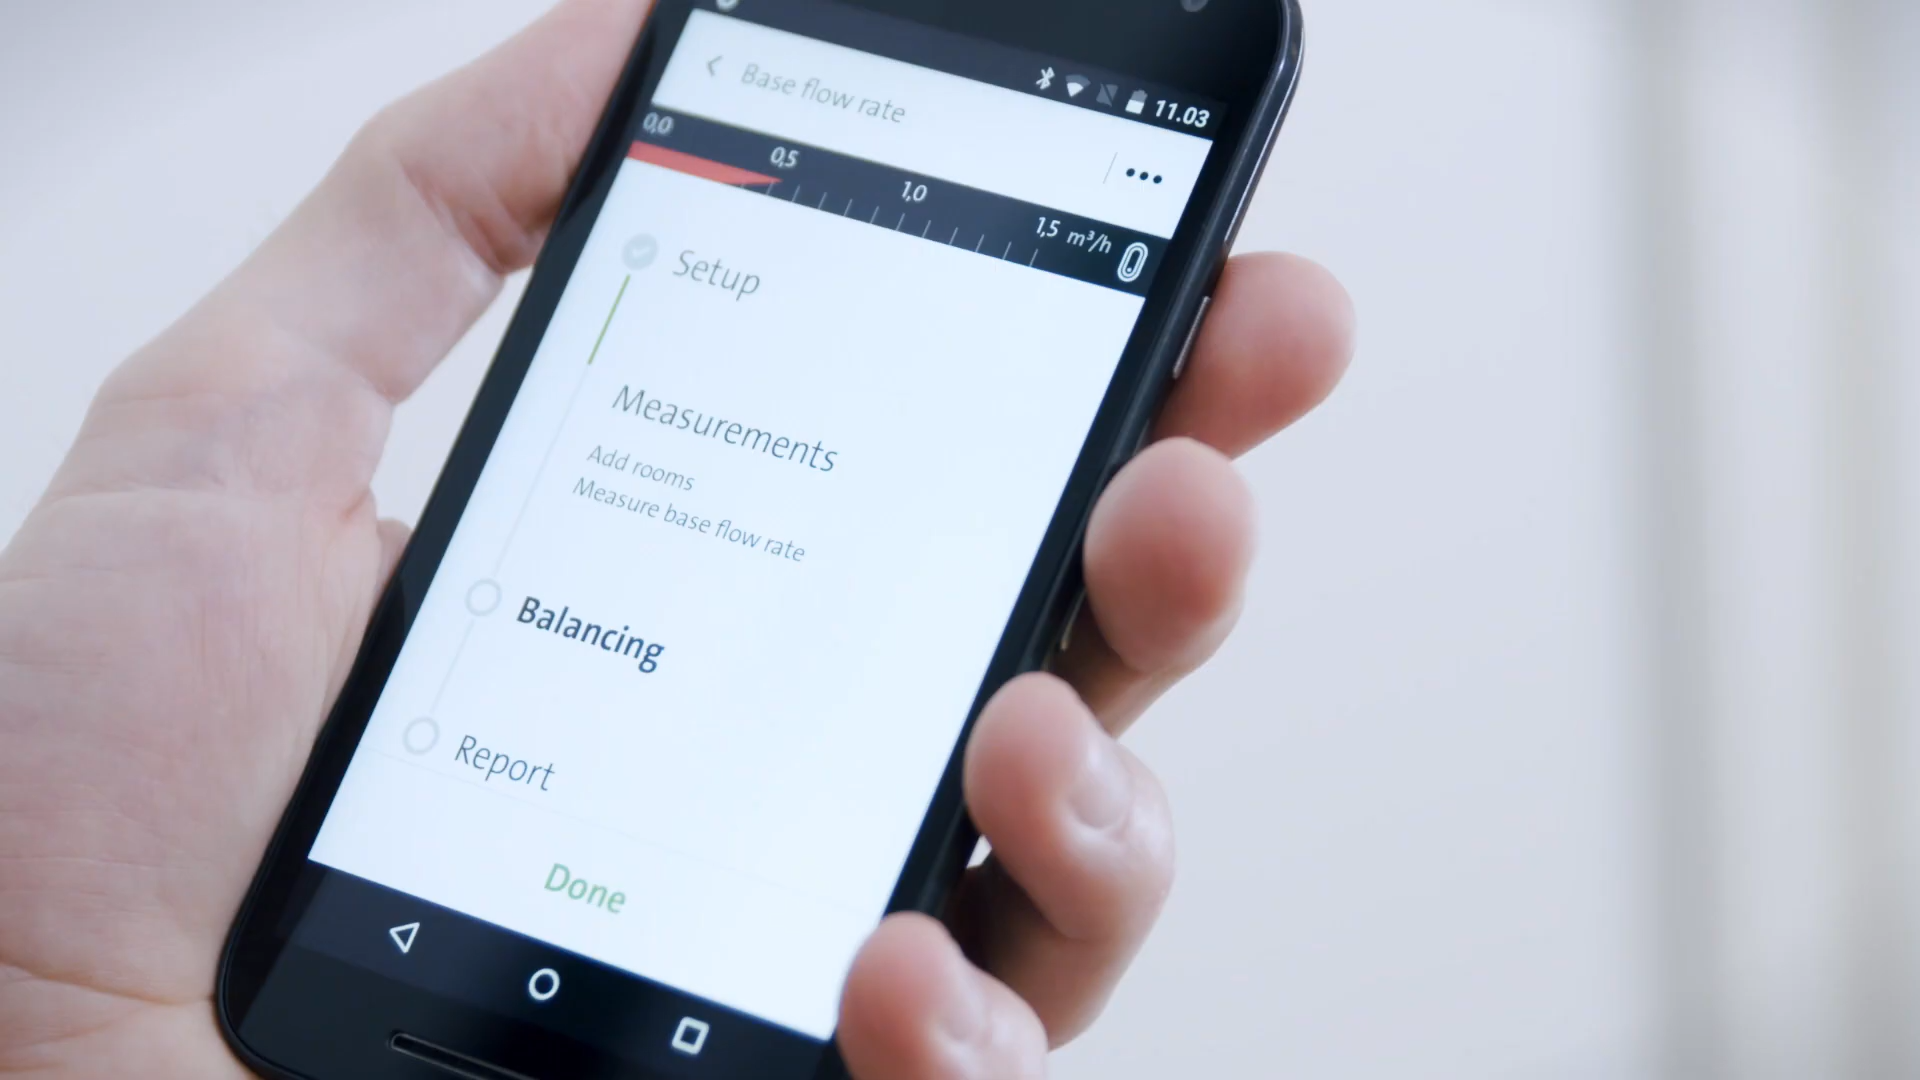 11.03
Base flow rate
0,0 0,5 1,0 1,5 m³/h
Setup
Measurements
Add rooms
Measure base flow rate
Balancing
Report
Done